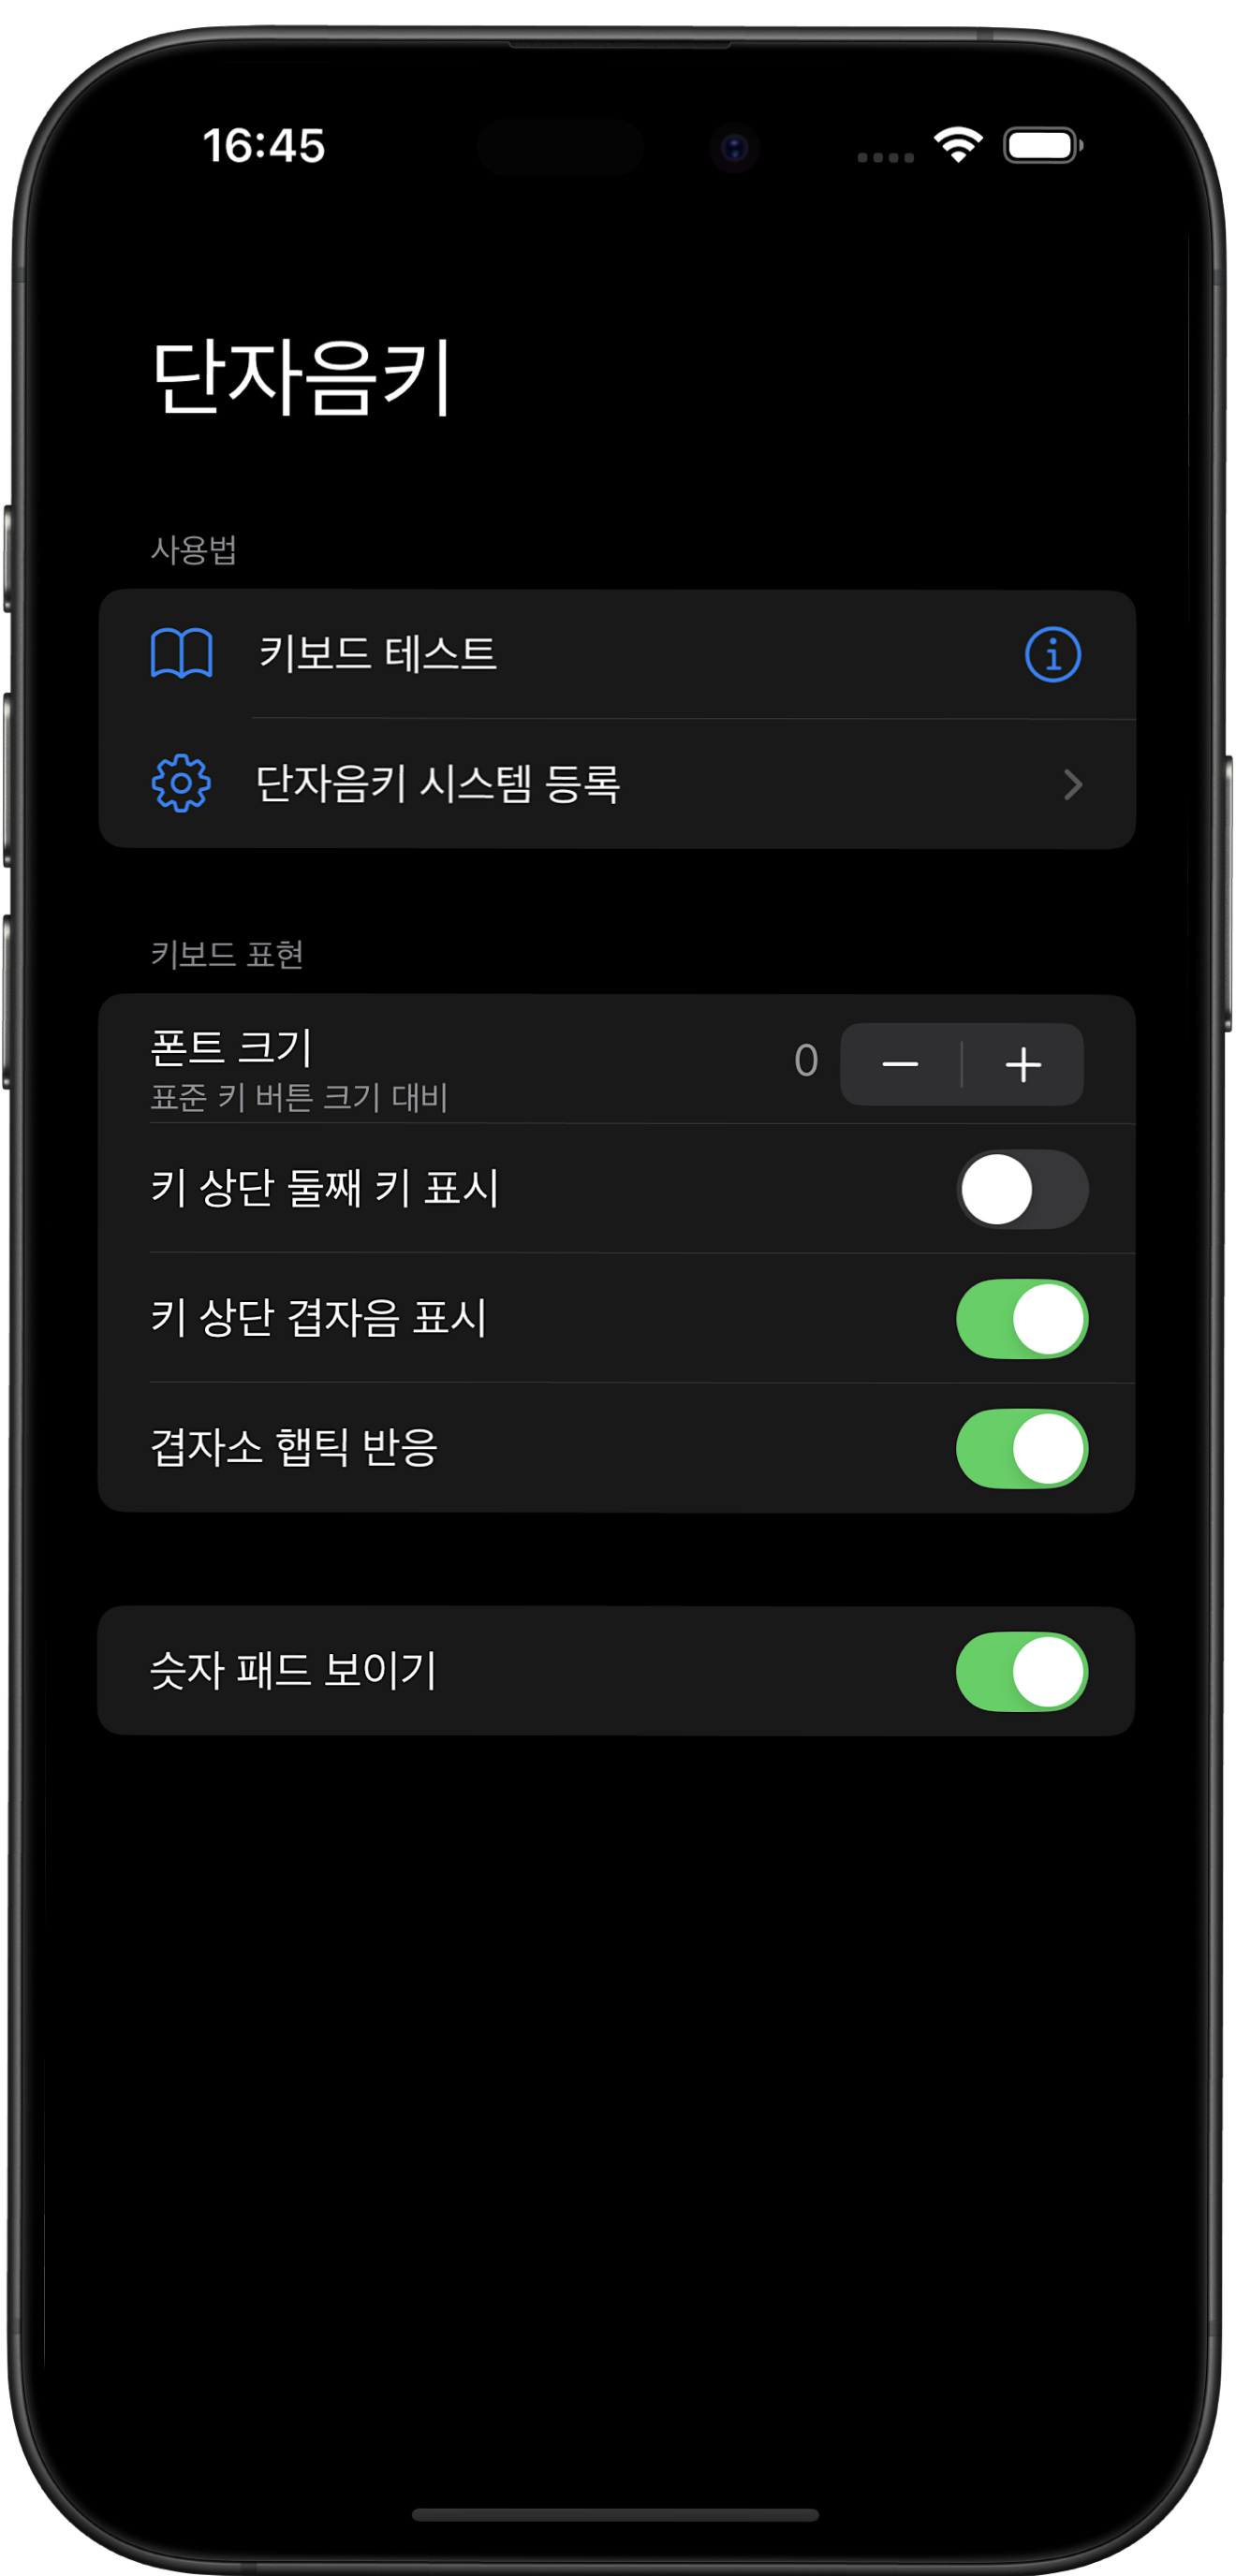 16:45
단자음키
사용법
키보드 테스트
단자음키 시스템 등록
키보드 표현
폰트 크기
표준 키 버튼 크기 대비
0
키 상단 둘째 키 표시
키 상단 겹자음 표시
겹자소 햅틱 반응
숫자 패드 보이기